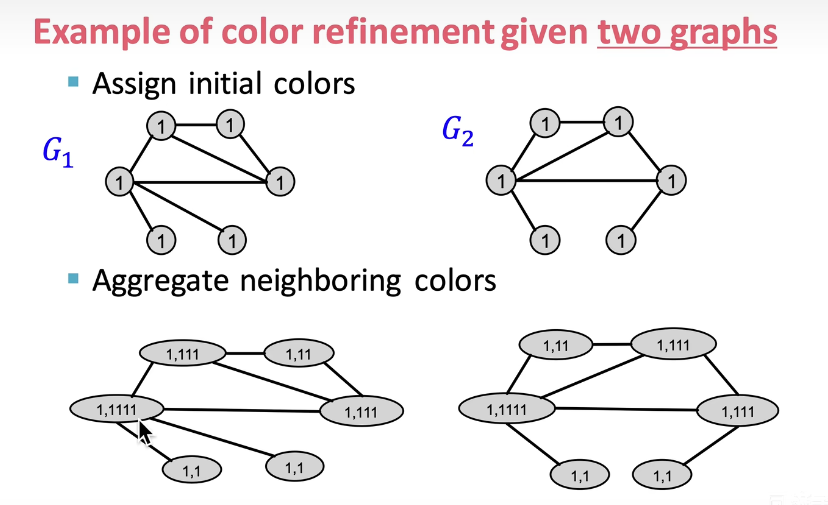 Example of color refinement given two graphs
Assign initial colors
G₁
1 1
1 1
1 1
G₂
1 1
1 1
1 1
Aggregate neighboring colors
1,111 1,11
1,1111 1,111
1,1 1,1
1,11 1,111
1,1111 1,111
1,1 1,1